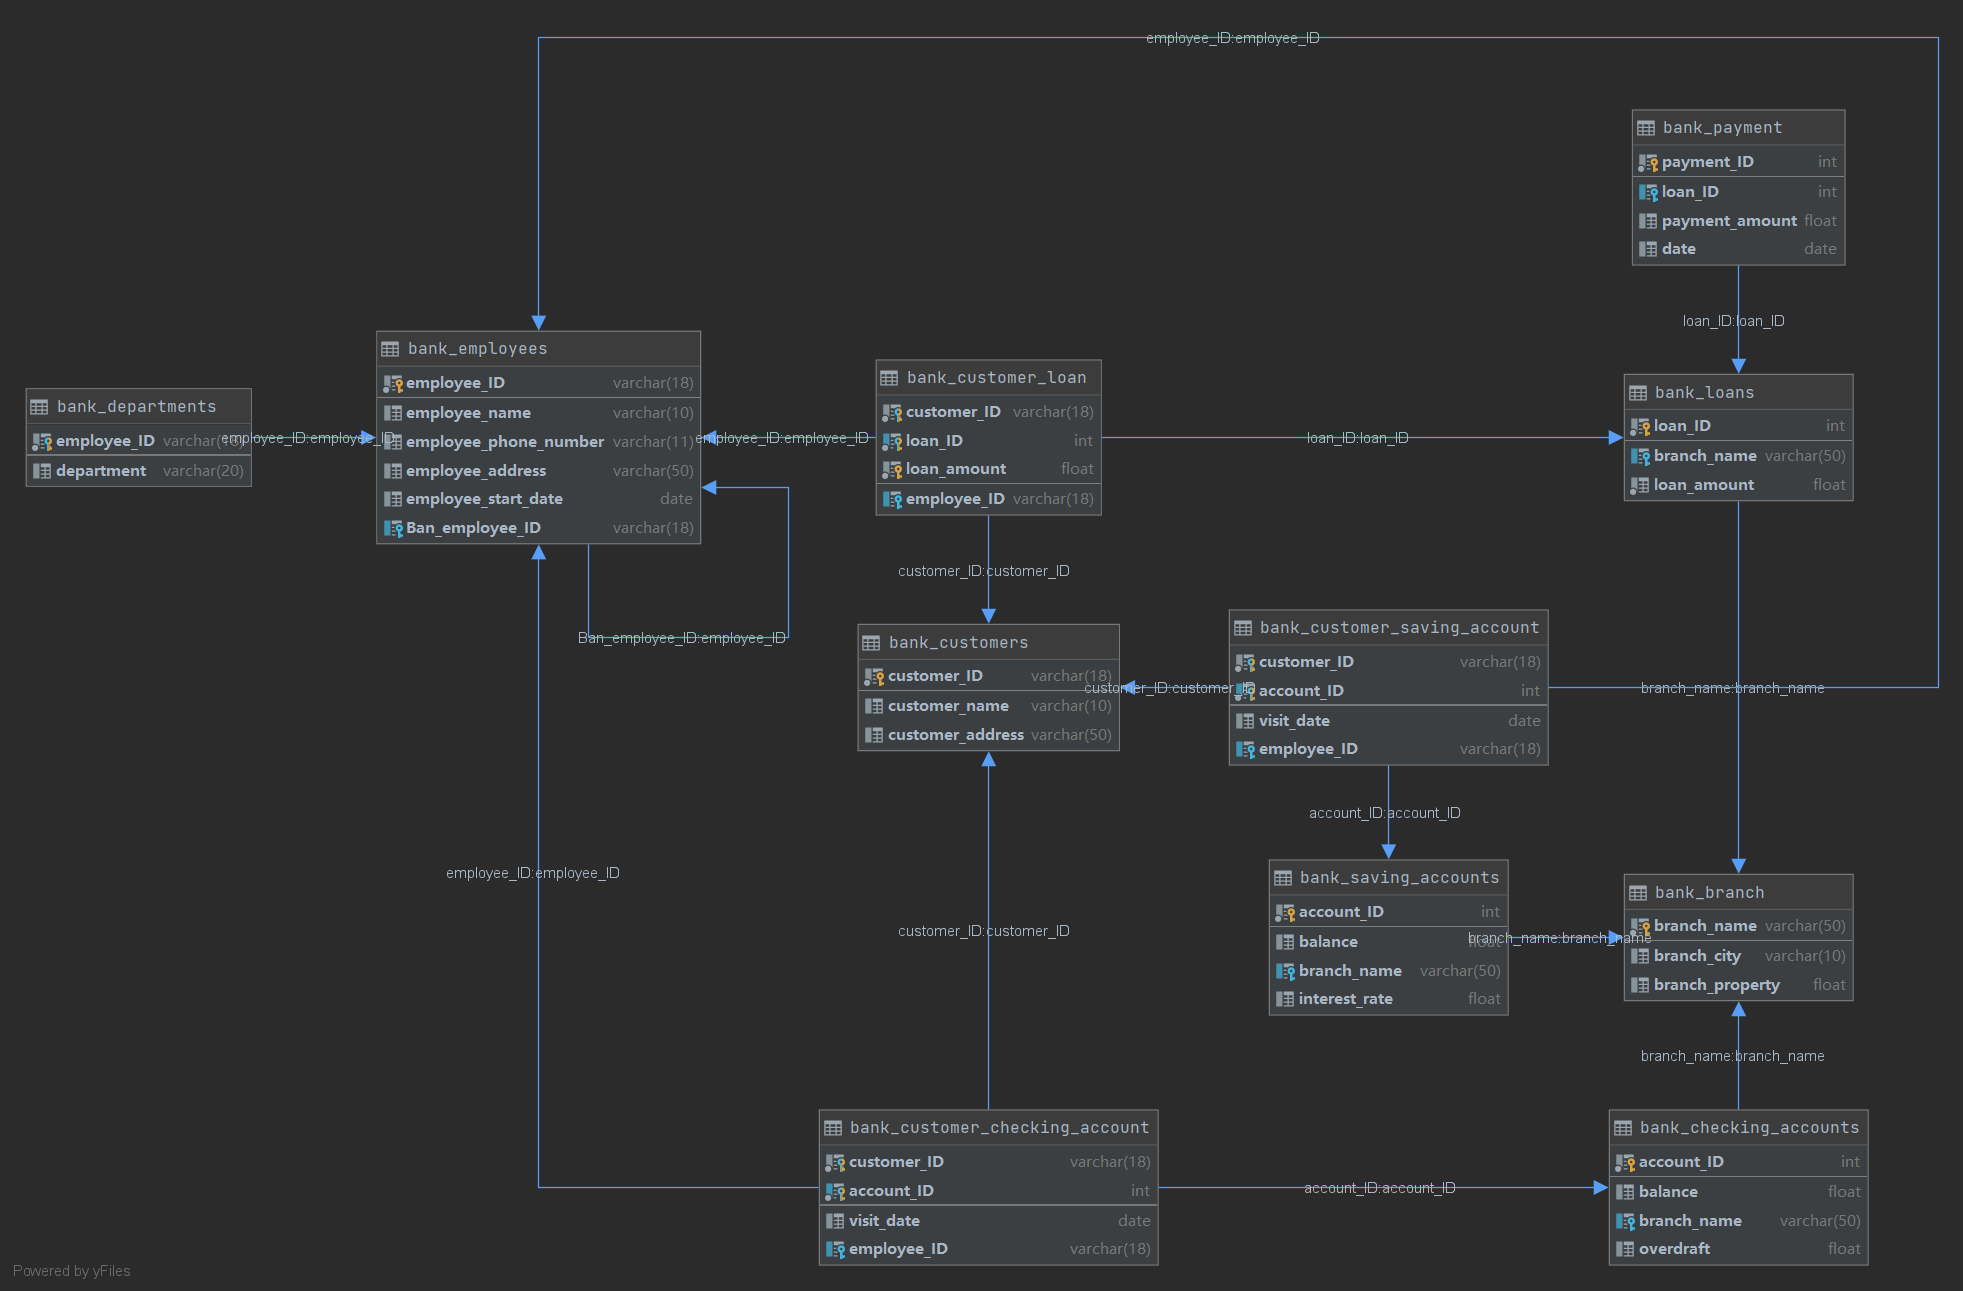 employee_ID:employee_ID
bank_payment
payment_ID int
loan_ID int
payment_amount float
date date
loan_ID:loan_ID
bank_employees
employee_ID varchar(18)
employee_name varchar(10)
employee_phone_number varchar(11)
employee_address varchar(50)
employee_start_date date
Ban_employee_ID varchar(18)
bank_departments
employee_ID varchar(18)
department varchar(20)
employee_ID:employee_ID
bank_customer_loan
customer_ID varchar(18)
loan_ID int
loan_amount float
employee_ID varchar(18)
employee_ID:employee_ID
loan_ID:loan_ID
bank_loans
loan_ID int
branch_name varchar(50)
loan_amount float
customer_ID:customer_ID
Ban_employee_ID:employee_ID
bank_customers
customer_ID varchar(18)
customer_name varchar(10)
customer_address varchar(50)
customer_ID:customer_ID
bank_customer_saving_account
customer_ID varchar(18)
account_ID int
visit_date date
employee_ID varchar(18)
branch_name:branch_name
account_ID:account_ID
employee_ID:employee_ID
customer_ID:customer_ID
bank_saving_accounts
account_ID int
balance float
branch_name varchar(50)
interest_rate float
branch_name:branch_name
bank_branch
branch_name varchar(50)
branch_city varchar(10)
branch_property float
branch_name:branch_name
bank_customer_checking_account
customer_ID varchar(18)
account_ID int
visit_date date
employee_ID varchar(18)
account_ID:account_ID
bank_checking_accounts
account_ID int
balance float
branch_name varchar(50)
overdraft float
Powered by yFiles